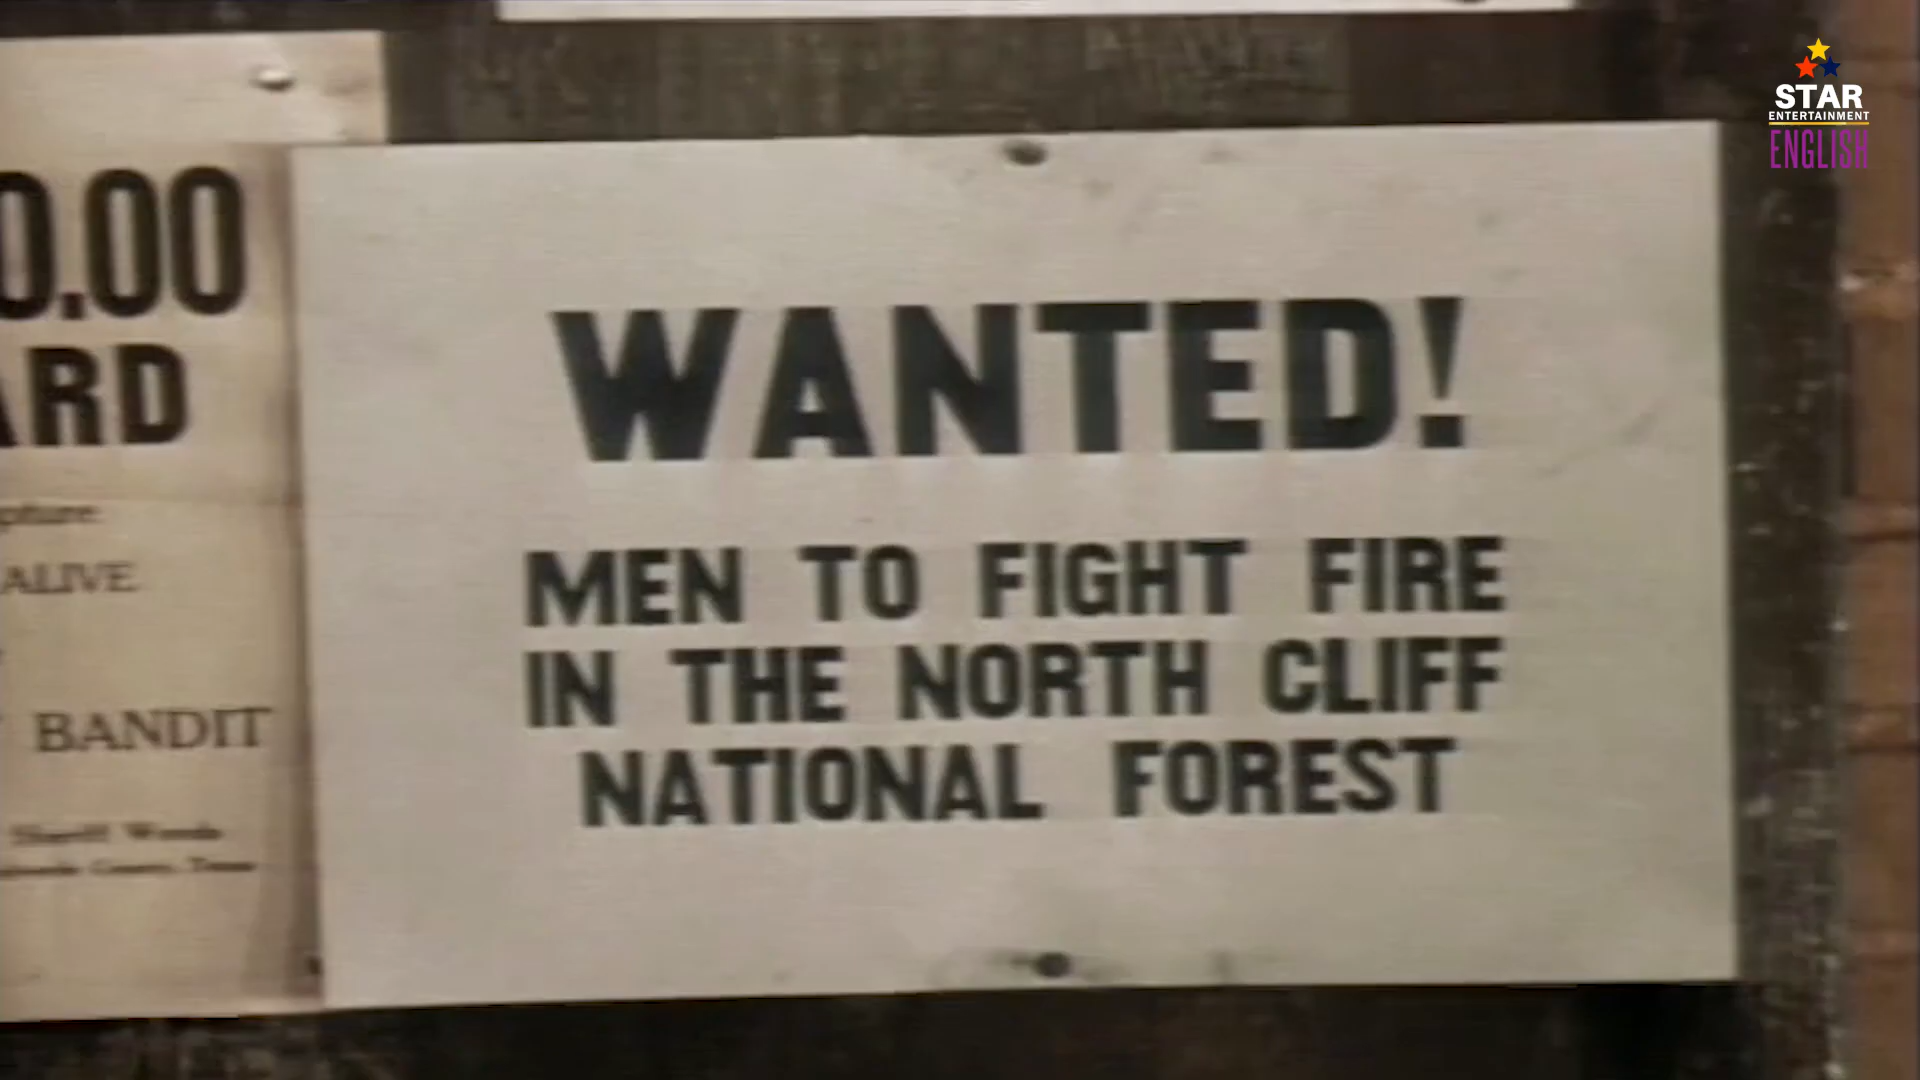 0.00
ARD
ALIVE
BANDIT
WANTED!
MEN TO FIGHT FIRE
IN THE NORTH CLIFF
NATIONAL FOREST
STAR
ENTERTAINMENT
ENGLISH